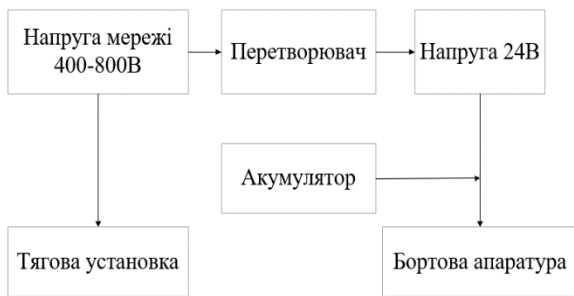 Напруга мережі
400-800В
Перетворювач
Напруга 24В
Акумулятор
Тягова установка
Бортова апаратура